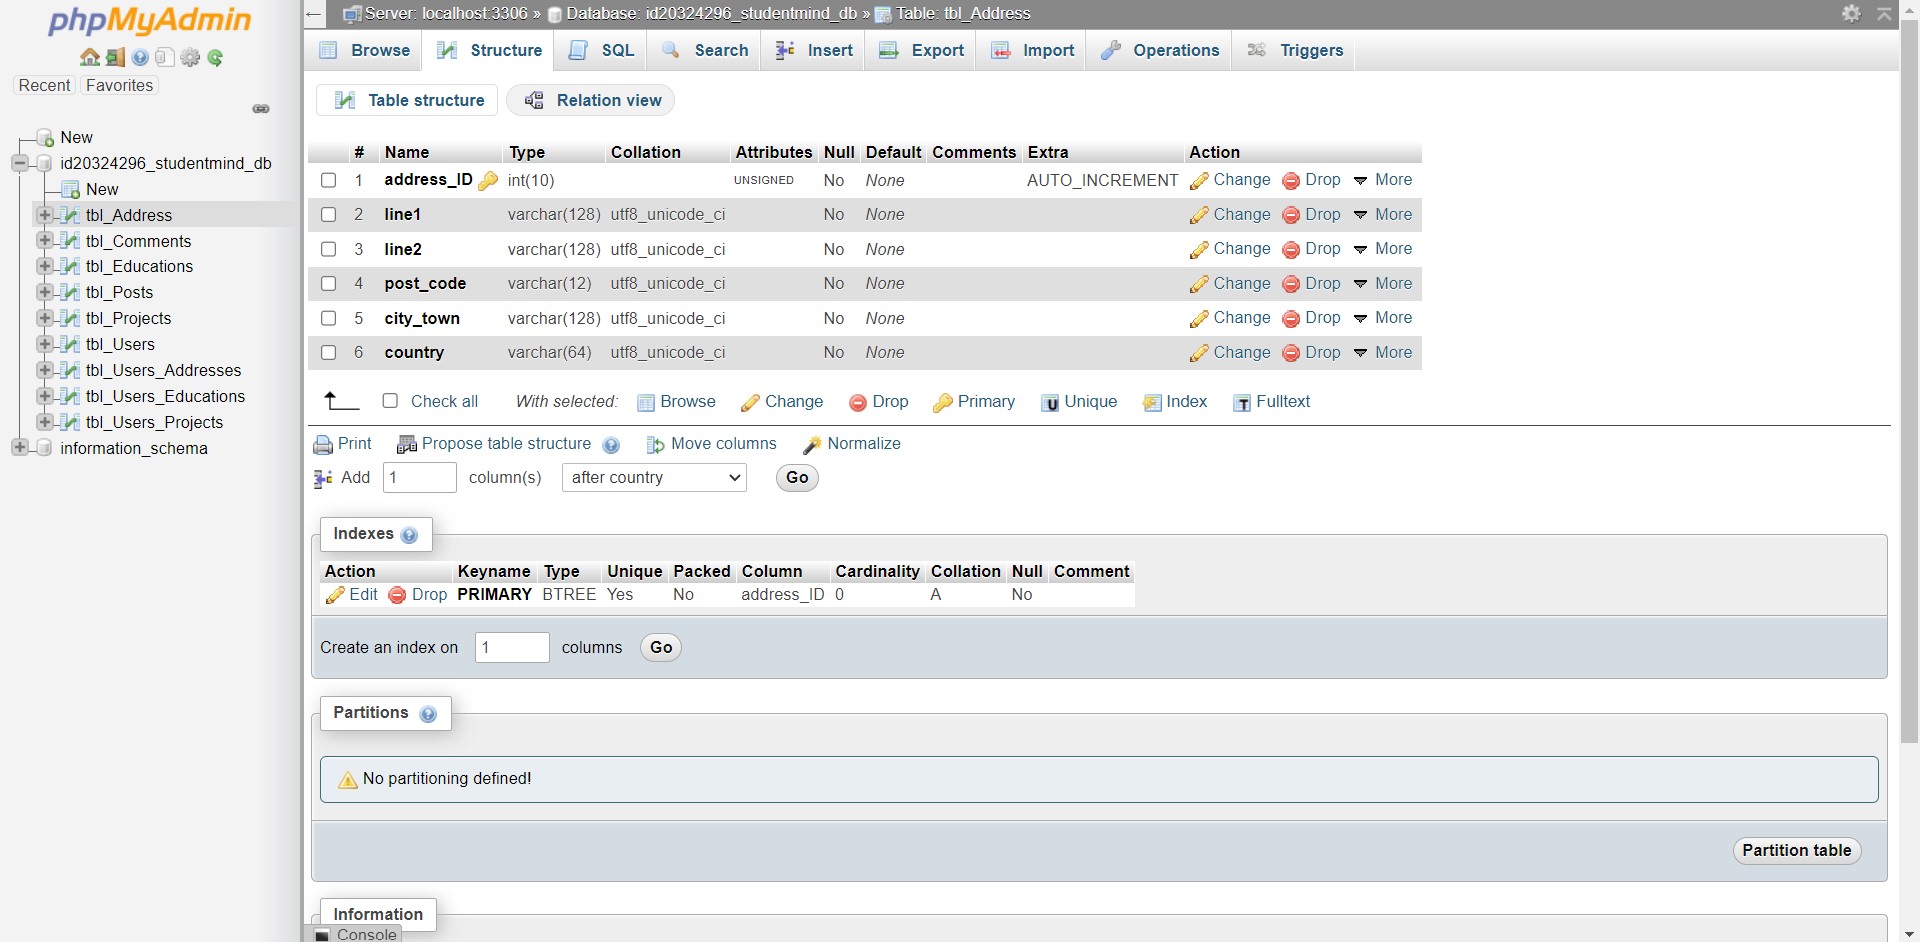 phpMyAdmin
Recent Favorites
New
id20324296_studentmind_db
New
tbl_Address
tbl_Comments
tbl_Educations
tbl_Posts
tbl_Projects
tbl_Users
tbl_Users_Addresses
tbl_Users_Educations
tbl_Users_Projects
information_schema
Server: localhost:3306 » Database: id20324296_studentmind_db » Table: tbl_Address
Browse Structure SQL Search Insert Export Import Operations Triggers
Table structure Relation view
# Name Type Collation Attributes Null Default Comments Extra Action
1 address_ID int(10) UNSIGNED No None AUTO_INCREMENT Change Drop More
2 line1 varchar(128) utf8_unicode_ci No None Change Drop More
3 line2 varchar(128) utf8_unicode_ci No None Change Drop More
4 post_code varchar(12) utf8_unicode_ci No None Change Drop More
5 city_town varchar(128) utf8_unicode_ci No None Change Drop More
6 country varchar(64) utf8_unicode_ci No None Change Drop More
Check all With selected: Browse Change Drop Primary Unique Index Fulltext
Print Propose table structure Move columns Normalize
Add 1 column(s) after country Go
Indexes
Action Keyname Type Unique Packed Column Cardinality Collation Null Comment
Edit Drop PRIMARY BTREE Yes No address_ID 0 A No
Create an index on 1 columns Go
Partitions
No partitioning defined!
Partition table
Information
Console